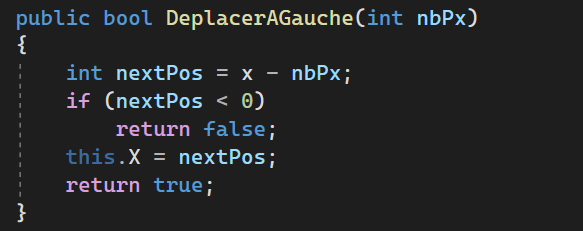 public bool DeplacerAGauche(int nbPx)
{
    int nextPos = x - nbPx;
    if (nextPos < 0)
        return false;
    this.X = nextPos;
    return true;
}